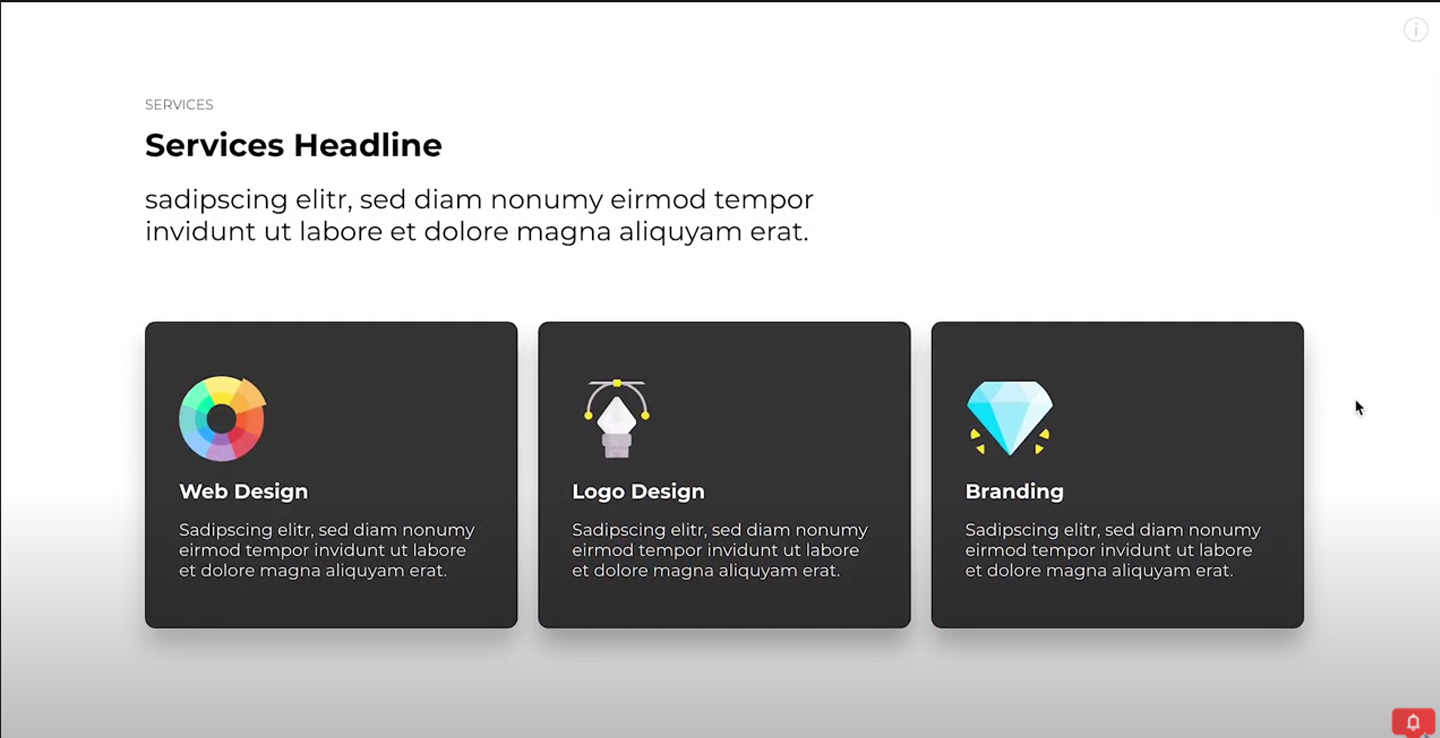 SERVICES
Services Headline
sadipscing elitr, sed diam nonumy eirmod tempor
invidunt ut labore et dolore magna aliquyam erat.
Web Design
Sadipscing elitr, sed diam nonumy
eirmod tempor invidunt ut labore
et dolore magna aliquyam erat.
Logo Design
Sadipscing elitr, sed diam nonumy
eirmod tempor invidunt ut labore
et dolore magna aliquyam erat.
Branding
Sadipscing elitr, sed diam nonumy
eirmod tempor invidunt ut labore
et dolore magna aliquyam erat.